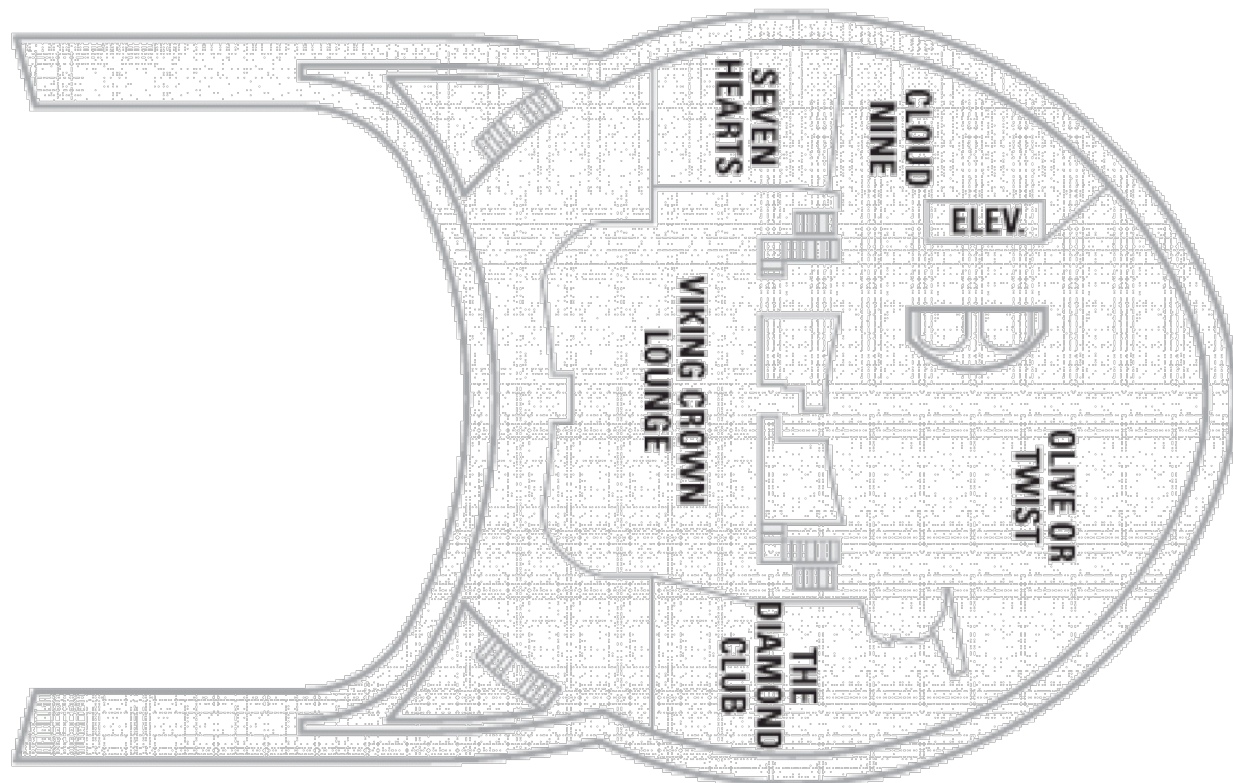 SEVEN
HEARTS
CLOUD
NINE
ELEV.
VIKING CROWN
LOUNGE
OLIVE OR
TWIST
THE
DIAMOND
CLUB